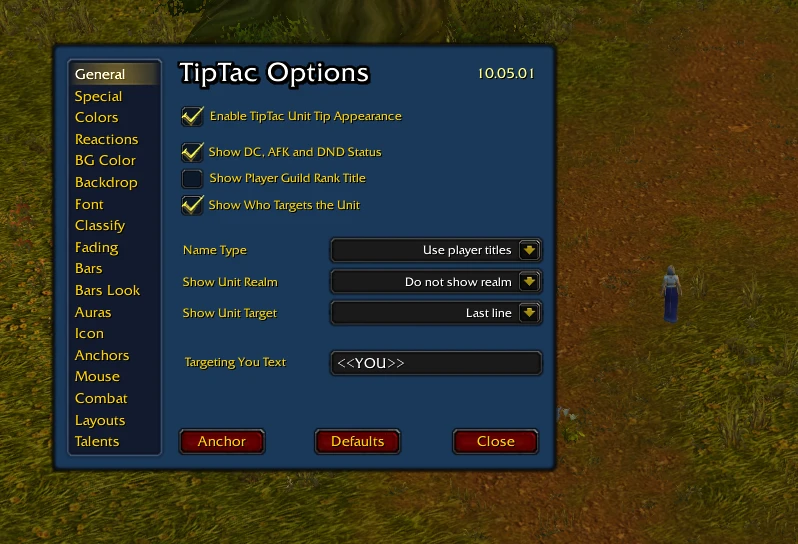 TipTac Options
10.05.01
General
Special
Colors
Reactions
BG Color
Backdrop
Font
Classify
Fading
Bars
Bars Look
Auras
Icon
Anchors
Mouse
Combat
Layouts
Talents
Enable TipTac Unit Tip Appearance
Show DC, AFK and DND Status
Show Player Guild Rank Title
Show Who Targets the Unit
Name Type
Use player titles
Show Unit Realm
Do not show realm
Show Unit Target
Last line
Targeting You Text
<<YOU>>
Anchor
Defaults
Close